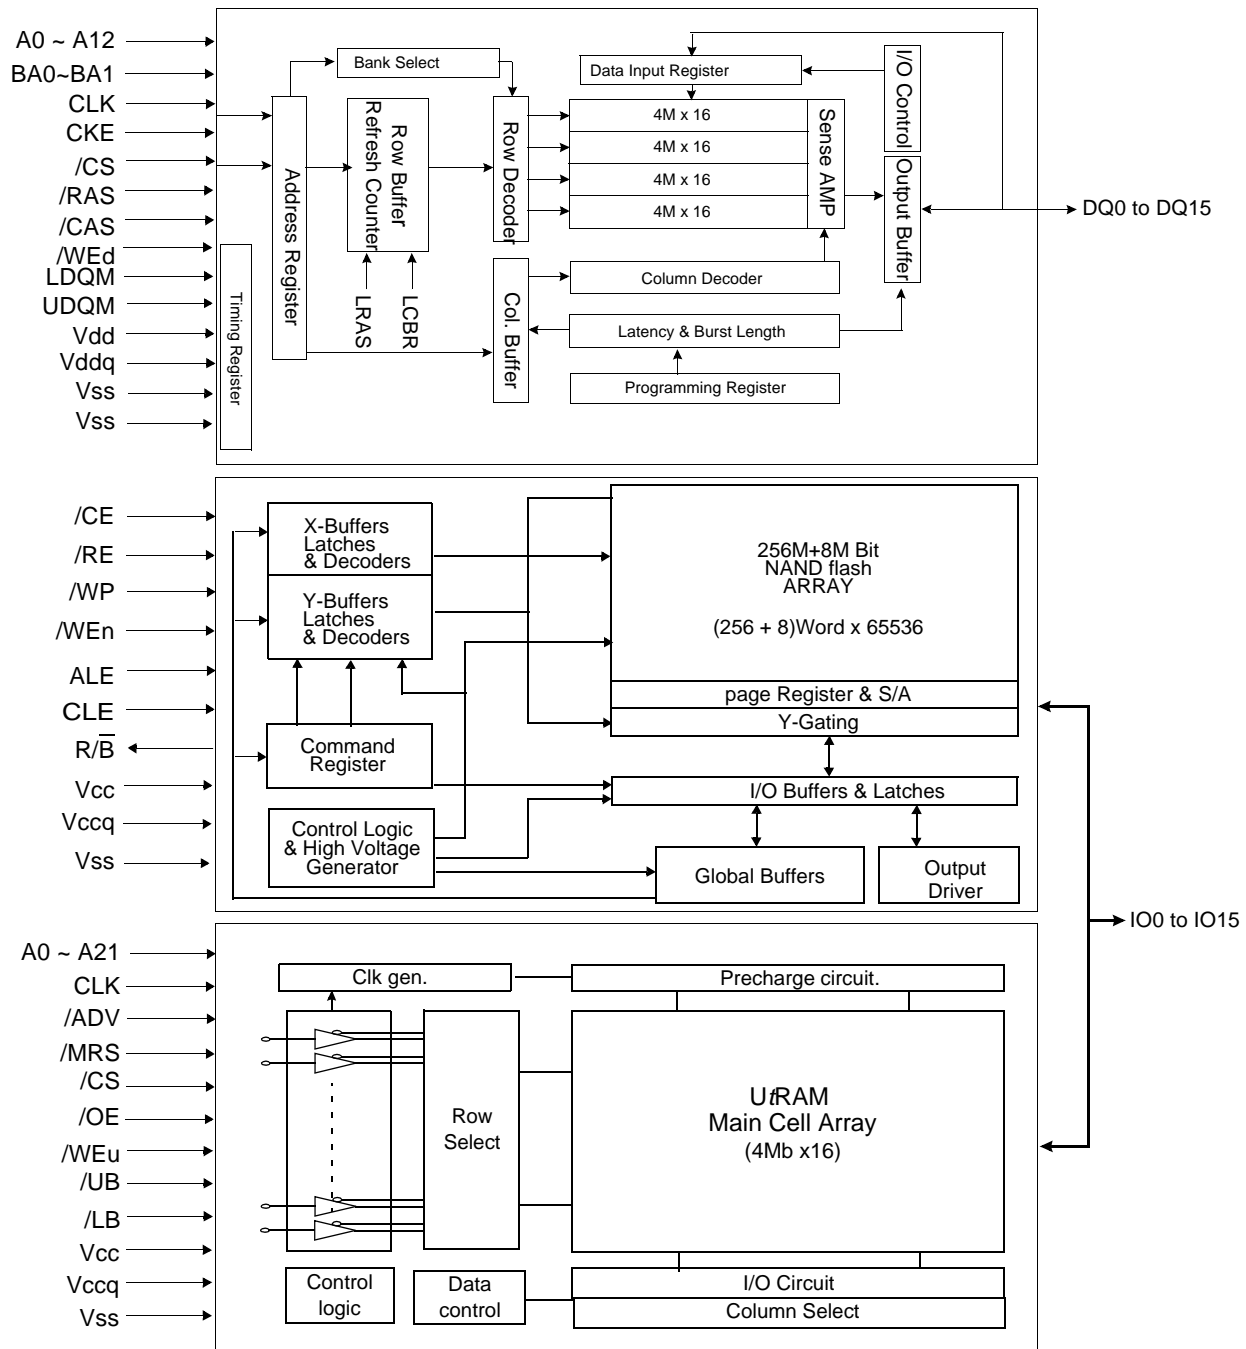 A0 ~ A12
BA0~BA1
CLK
CKE
/CS
/RAS
/CAS
/WEd
LDQM
UDQM
Vdd
Vddq
Vss
Vss
Timing Register
Address Register
Bank Select
Refresh Counter
Row Buffer
LRAS
LCBR
Row Decoder
Col. Buffer
Data Input Register
4M x 16
4M x 16
4M x 16
4M x 16
Sense AMP
I/O Control
Output Buffer
Column Decoder
Latency & Burst Length
Programming Register
DQ0 to DQ15
/CE
/RE
/WP
/WEn
ALE
CLE
R/B̅
Vcc
Vccq
Vss
X-Buffers
Latches
& Decoders
Y-Buffers
Latches
& Decoders
Command
Register
Control Logic
& High Voltage
Generator
256M+8M Bit
NAND flash
ARRAY
(256 + 8)Word x 65536
page Register & S/A
Y-Gating
I/O Buffers & Latches
Global Buffers
Output
Driver
IO0 to IO15
A0 ~ A21
CLK
/ADV
/MRS
/CS
/OE
/WEu
/UB
/LB
Vcc
Vccq
Vss
Clk gen.
Precharge circuit.
Row
Select
UtRAM
Main Cell Array
(4Mb x16)
Control
logic
Data
control
I/O Circuit
Column Select